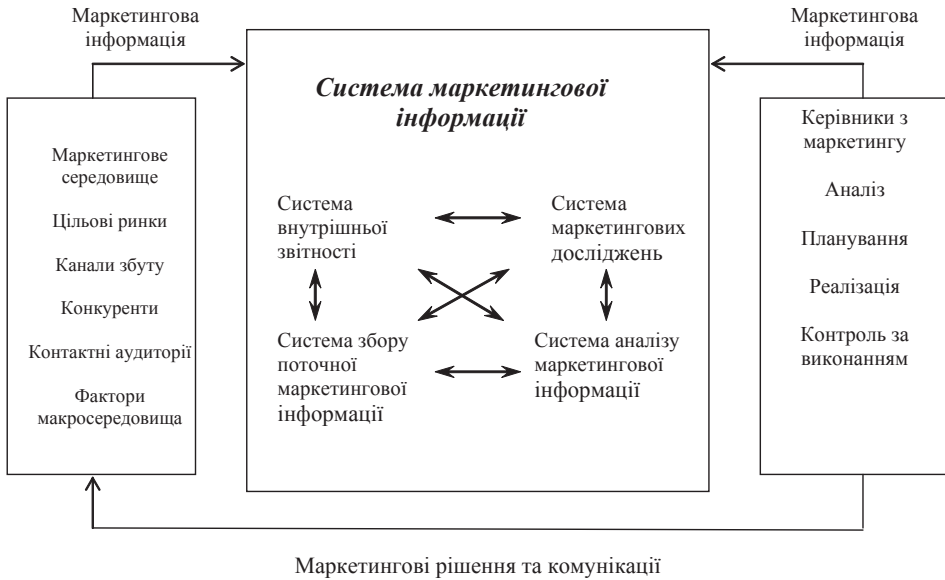 Маркетингова
інформація
Маркетингова
інформація
Маркетингове
середовище
Цільові ринки
Канали збуту
Конкуренти
Контактні аудиторії
Фактори
макросередовища
Система маркетингової
інформації
Система
внутрішньої
звітності
Система
маркетингових
досліджень
Система збору
поточної
маркетингової
інформації
Система аналізу
маркетингової
інформації
Керівники з
маркетингу
Аналіз
Планування
Реалізація
Контроль за
виконанням
Маркетингові рішення та комунікації